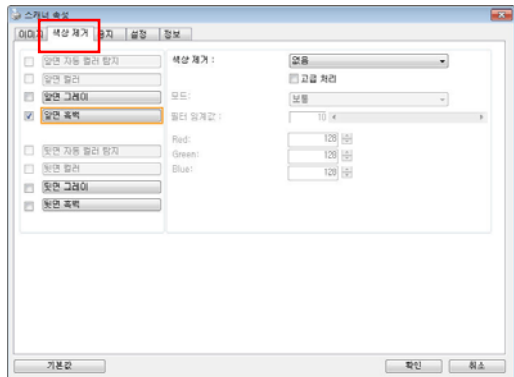 스캐너 속성
이미지 색상 제거 용지 설정 정보
앞면 자동 컬러 탐지
앞면 컬러
앞면 그레이
앞면 흑백
뒷면 자동 컬러 탐지
뒷면 컬러
뒷면 그레이
뒷면 흑백
색상 제거 : 없음
고급 처리
모드: 보통
필터 임계값 : 10
Red: 128
Green: 128
Blue: 128
기본값 확인 취소